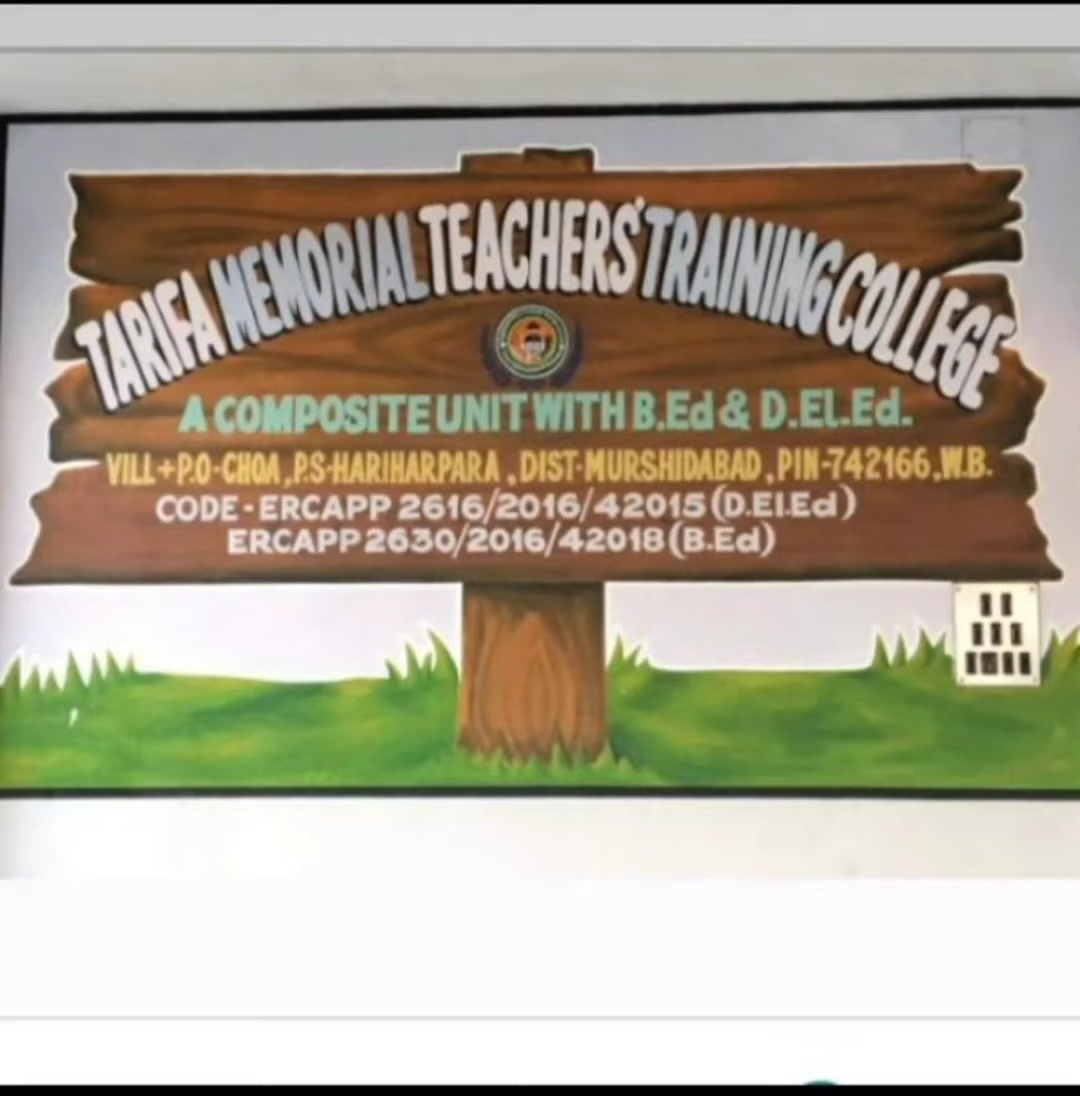 TARIFA MEMORIAL TEACHERS' TRAINING COLLEGE
A COMPOSITE UNIT WITH B.Ed & D.El.Ed.
VILL+P.O-CHOA, P.S-HARIHARPARA, DIST-MURSHIDABAD, PIN-742166, W.B.
CODE - ERCAPP 2616/2016/42015 (D.El.Ed)
ERCAPP 2630/2016/42018 (B.Ed)